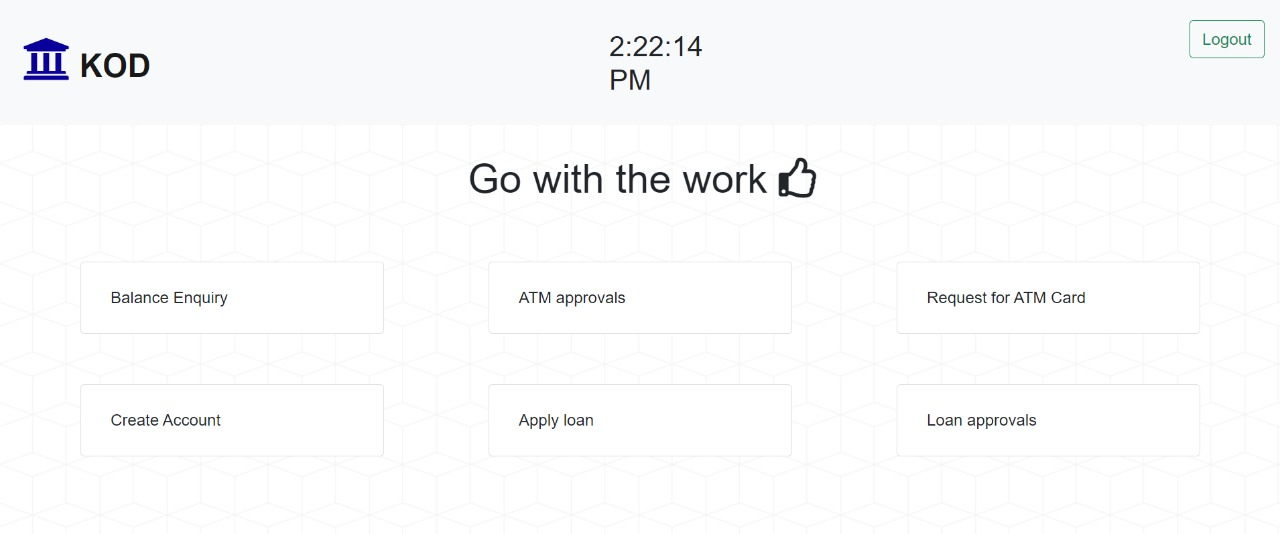 KOD
2:22:14
PM
Logout
Go with the work
Balance Enquiry
ATM approvals
Request for ATM Card
Create Account
Apply loan
Loan approvals